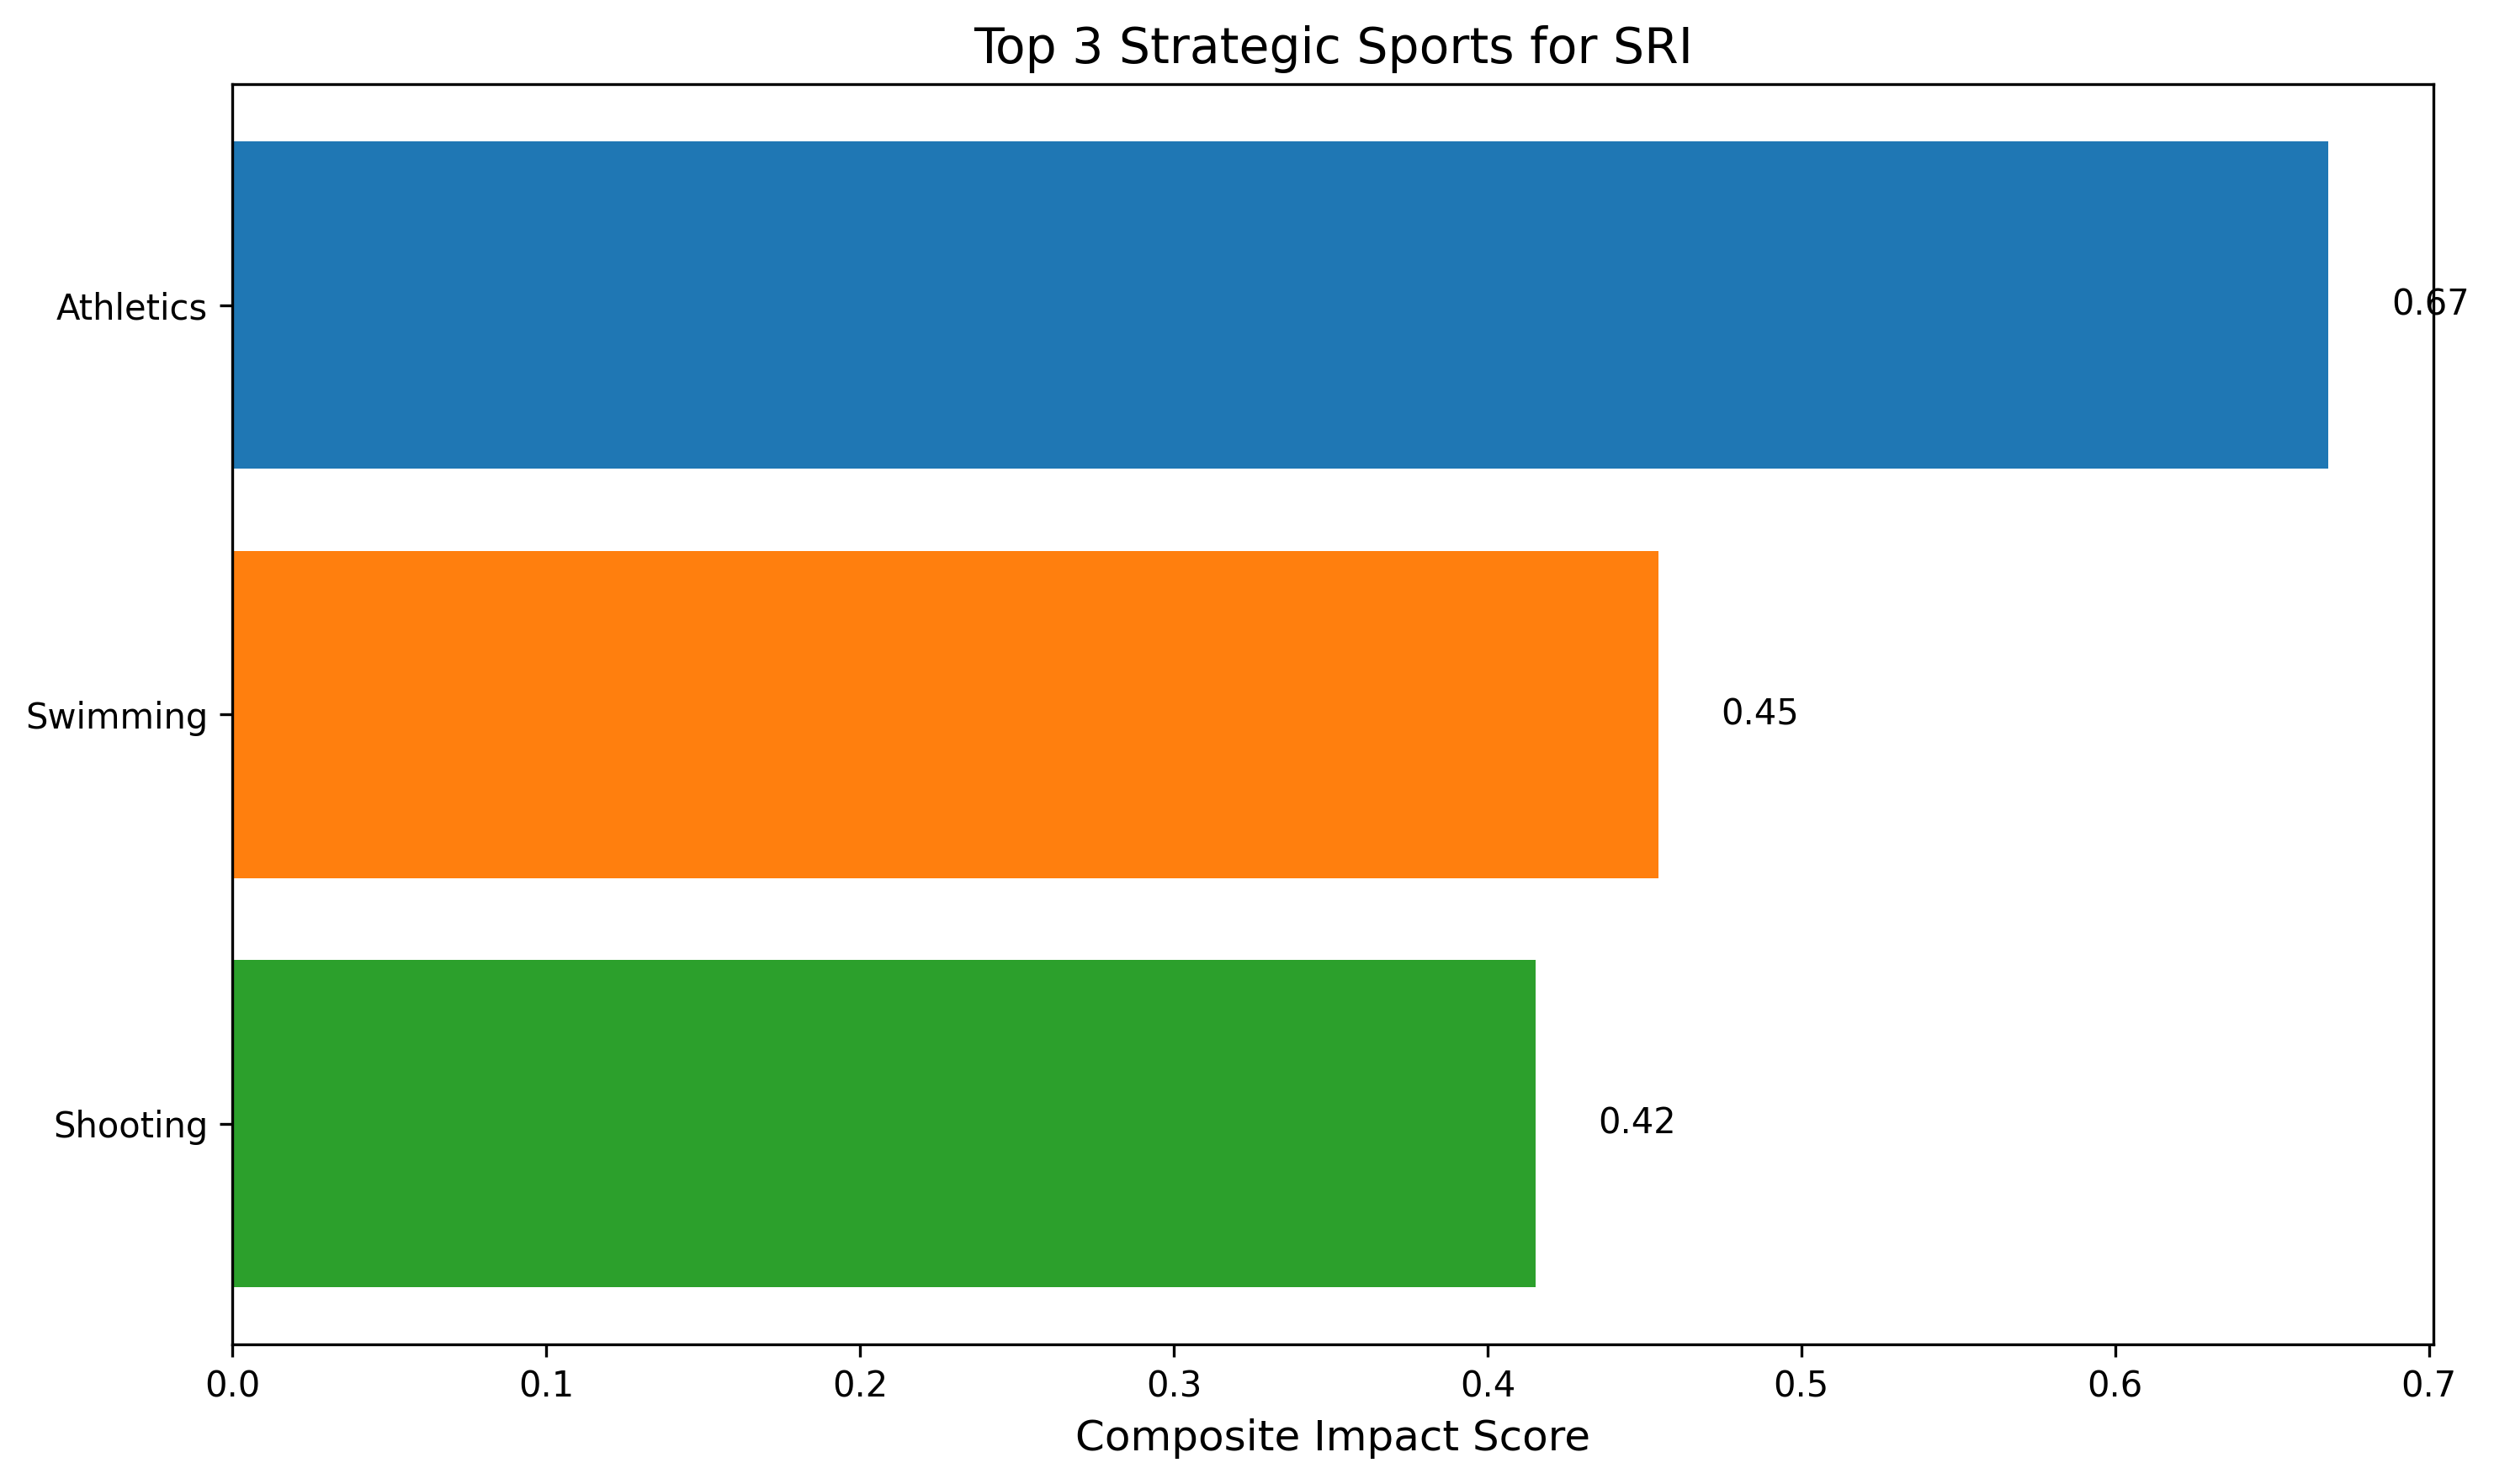 Top 3 Strategic Sports for SRI
Athletics
0.67
Swimming
0.45
Shooting
0.42
0.0 0.1 0.2 0.3 0.4 0.5 0.6 0.7
Composite Impact Score